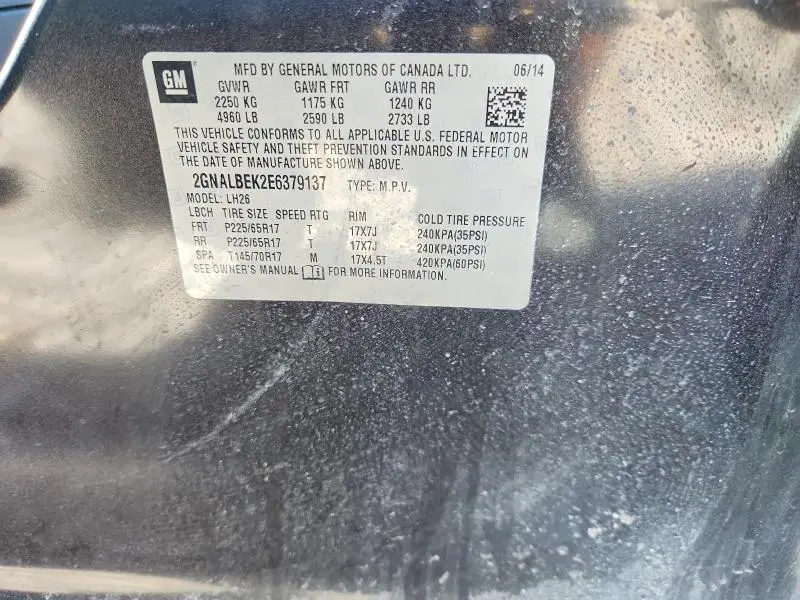 GM MFD BY GENERAL MOTORS OF CANADA LTD. 06/14
GVWR GAWR FRT GAWR RR
2250 KG 1175 KG 1240 KG
4960 LB 2590 LB 2733 LB
THIS VEHICLE CONFORMS TO ALL APPLICABLE U.S. FEDERAL MOTOR
VEHICLE SAFETY AND THEFT PREVENTION STANDARDS IN EFFECT ON
THE DATE OF MANUFACTURE SHOWN ABOVE.
2GNALBEK2E6379137 TYPE: M.P.V.
MODEL: LH26
LBCH TIRE SIZE SPEED RTG RIM COLD TIRE PRESSURE
FRT P225/65R17 T 17X7J 240KPA(35PSI)
RR P225/65R17 T 17X7J 240KPA(35PSI)
SPA T145/70R17 M 17X4.5T 420KPA(60PSI)
SEE OWNER'S MANUAL FOR MORE INFORMATION.